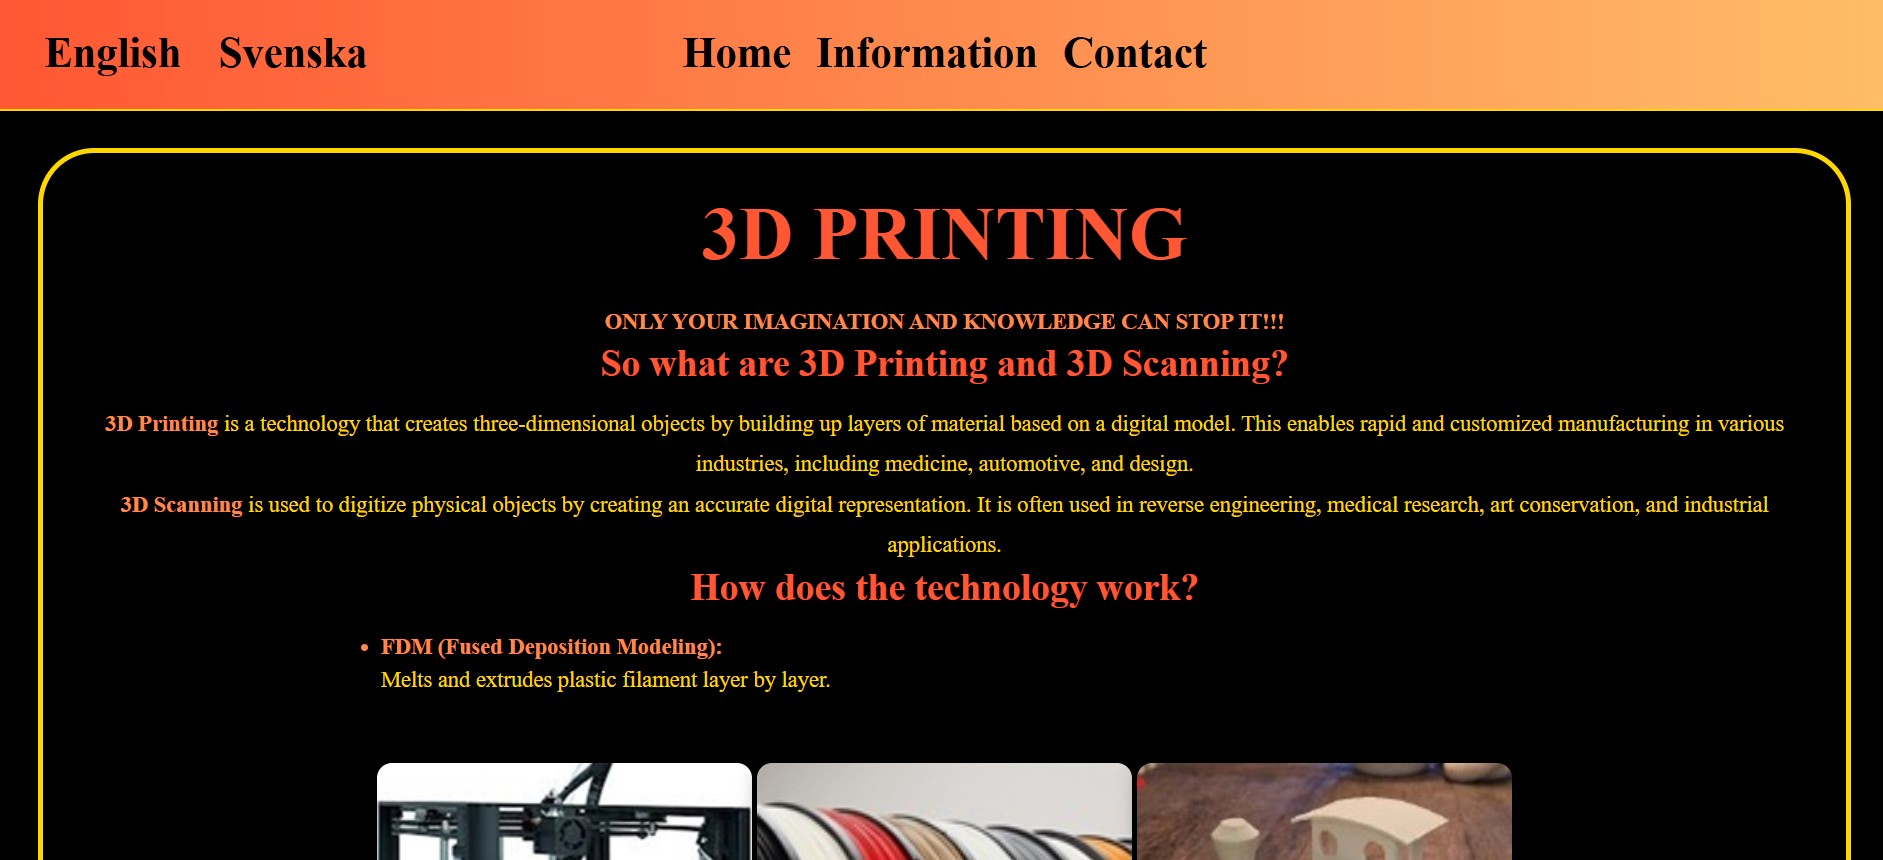 English Svenska Home Information Contact
3D PRINTING
ONLY YOUR IMAGINATION AND KNOWLEDGE CAN STOP IT!!!
So what are 3D Printing and 3D Scanning?
3D Printing is a technology that creates three-dimensional objects by building up layers of material based on a digital model. This enables rapid and customized manufacturing in various
industries, including medicine, automotive, and design.
3D Scanning is used to digitize physical objects by creating an accurate digital representation. It is often used in reverse engineering, medical research, art conservation, and industrial
applications.
How does the technology work?
• FDM (Fused Deposition Modeling):
Melts and extrudes plastic filament layer by layer.